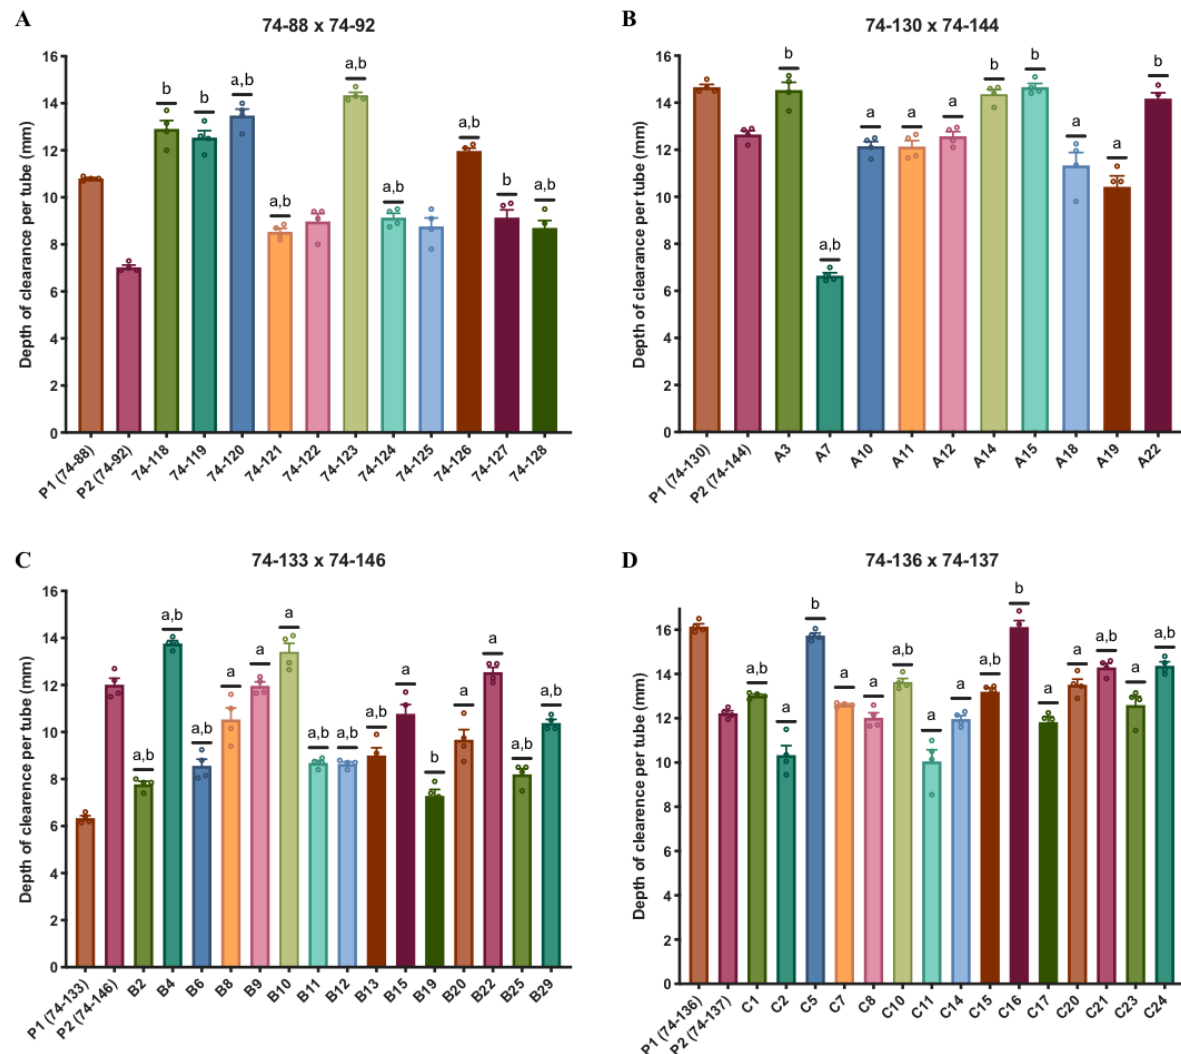 A
74-88 x 74-92
Depth of clearance per tube (mm)
16
14
12
10
8
6
4
2
0
b
b
a,b
a,b
a,b
a,b
a,b
b
a,b
P1 (74-88)
P2 (74-92)
74-118
74-119
74-120
74-121
74-122
74-123
74-124
74-125
74-126
74-127
74-128
B
74-130 x 74-144
Depth of clearance per tube (mm)
16
14
12
10
8
6
4
2
0
b
a,b
a
a
a
b
b
a
a
b
P1 (74-130)
P2 (74-144)
A3
A7
A10
A11
A12
A14
A15
A18
A19
A22
C
74-133 x 74-146
Depth of clearence per tube (mm)
16
14
12
10
8
6
4
2
0
a,b
a,b
a,b
a
a
a
a,b
a,b
a,b
a
b
a
a
a,b
a,b
P1 (74-133)
P2 (74-146)
B2
B4
B6
B8
B9
B10
B11
B12
B13
B15
B19
B20
B22
B25
B29
D
74-136 x 74-137
Depth of clearence per tube (mm)
16
14
12
10
8
6
4
2
0
a,b
a
b
a
a
a,b
a
a
a,b
b
a
a
a,b
a
a,b
P1 (74-136)
P2 (74-137)
C1
C2
C5
C7
C8
C10
C11
C14
C15
C16
C17
C20
C21
C23
C24